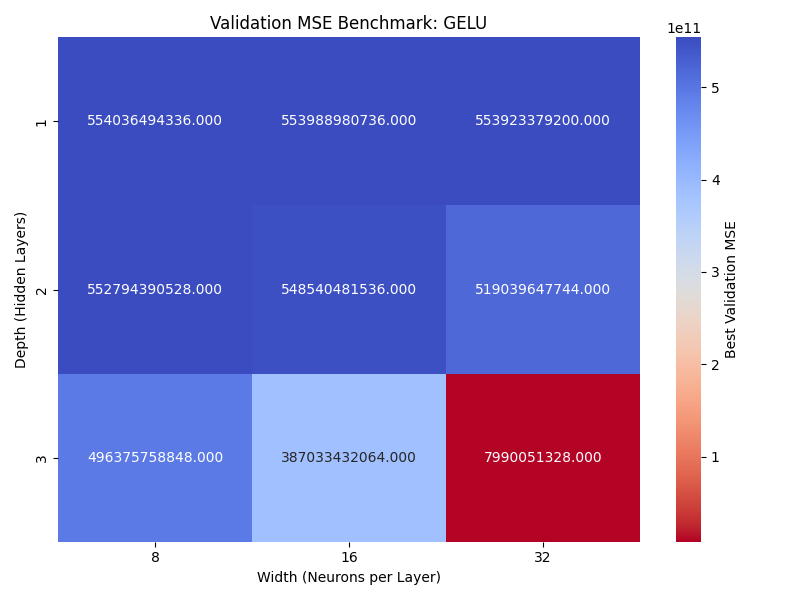 Validation MSE Benchmark: GELU
1e11
554036494336.000 553988980736.000 553923379200.000
552794390528.000 548540481536.000 519039647744.000
496375758848.000 387033432064.000 7990051328.000
1
2
3
Depth (Hidden Layers)
8 16 32
Width (Neurons per Layer)
5
4
3
2
1
Best Validation MSE